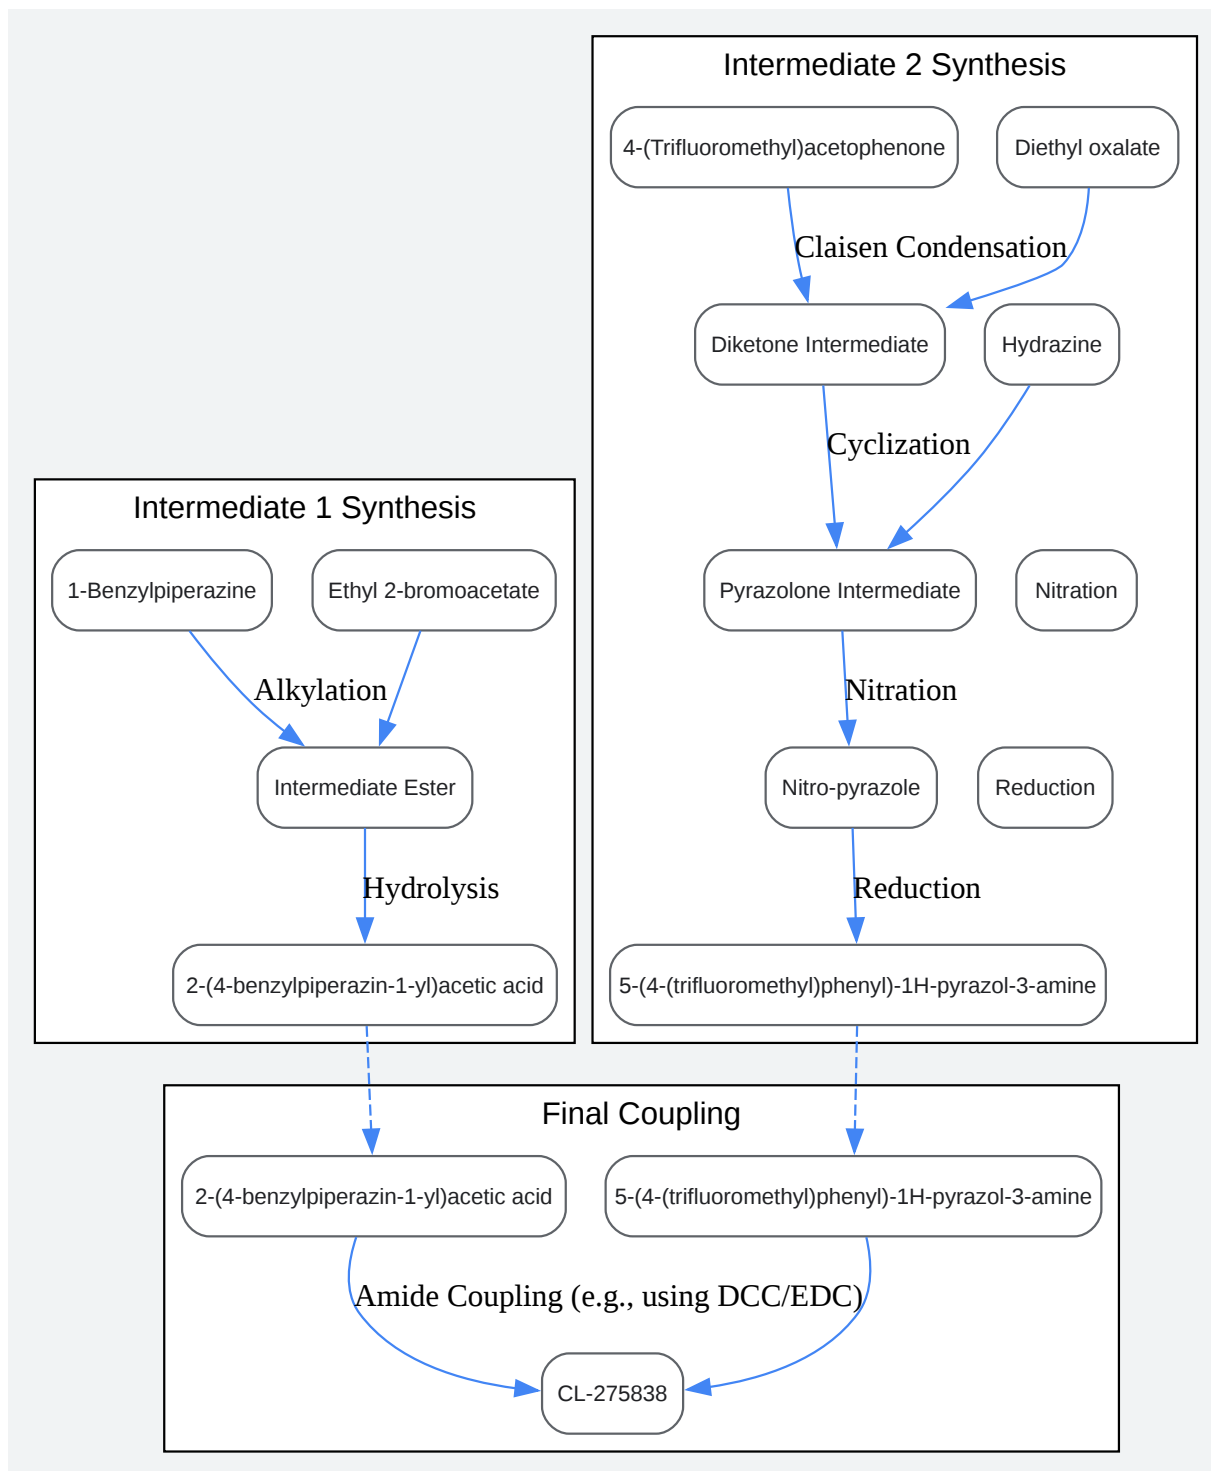 Intermediate 2 Synthesis
4-(Trifluoromethyl)acetophenone
Diethyl oxalate
Claisen Condensation
Diketone Intermediate
Hydrazine
Cyclization
Intermediate 1 Synthesis
1-Benzylpiperazine
Ethyl 2-bromoacetate
Pyrazolone Intermediate
Nitration
Alkylation
Nitration
Intermediate Ester
Nitro-pyrazole
Reduction
Hydrolysis
Reduction
2-(4-benzylpiperazin-1-yl)acetic acid
5-(4-(trifluoromethyl)phenyl)-1H-pyrazol-3-amine
Final Coupling
2-(4-benzylpiperazin-1-yl)acetic acid
5-(4-(trifluoromethyl)phenyl)-1H-pyrazol-3-amine
Amide Coupling (e.g., using DCC/EDC)
CL-275838